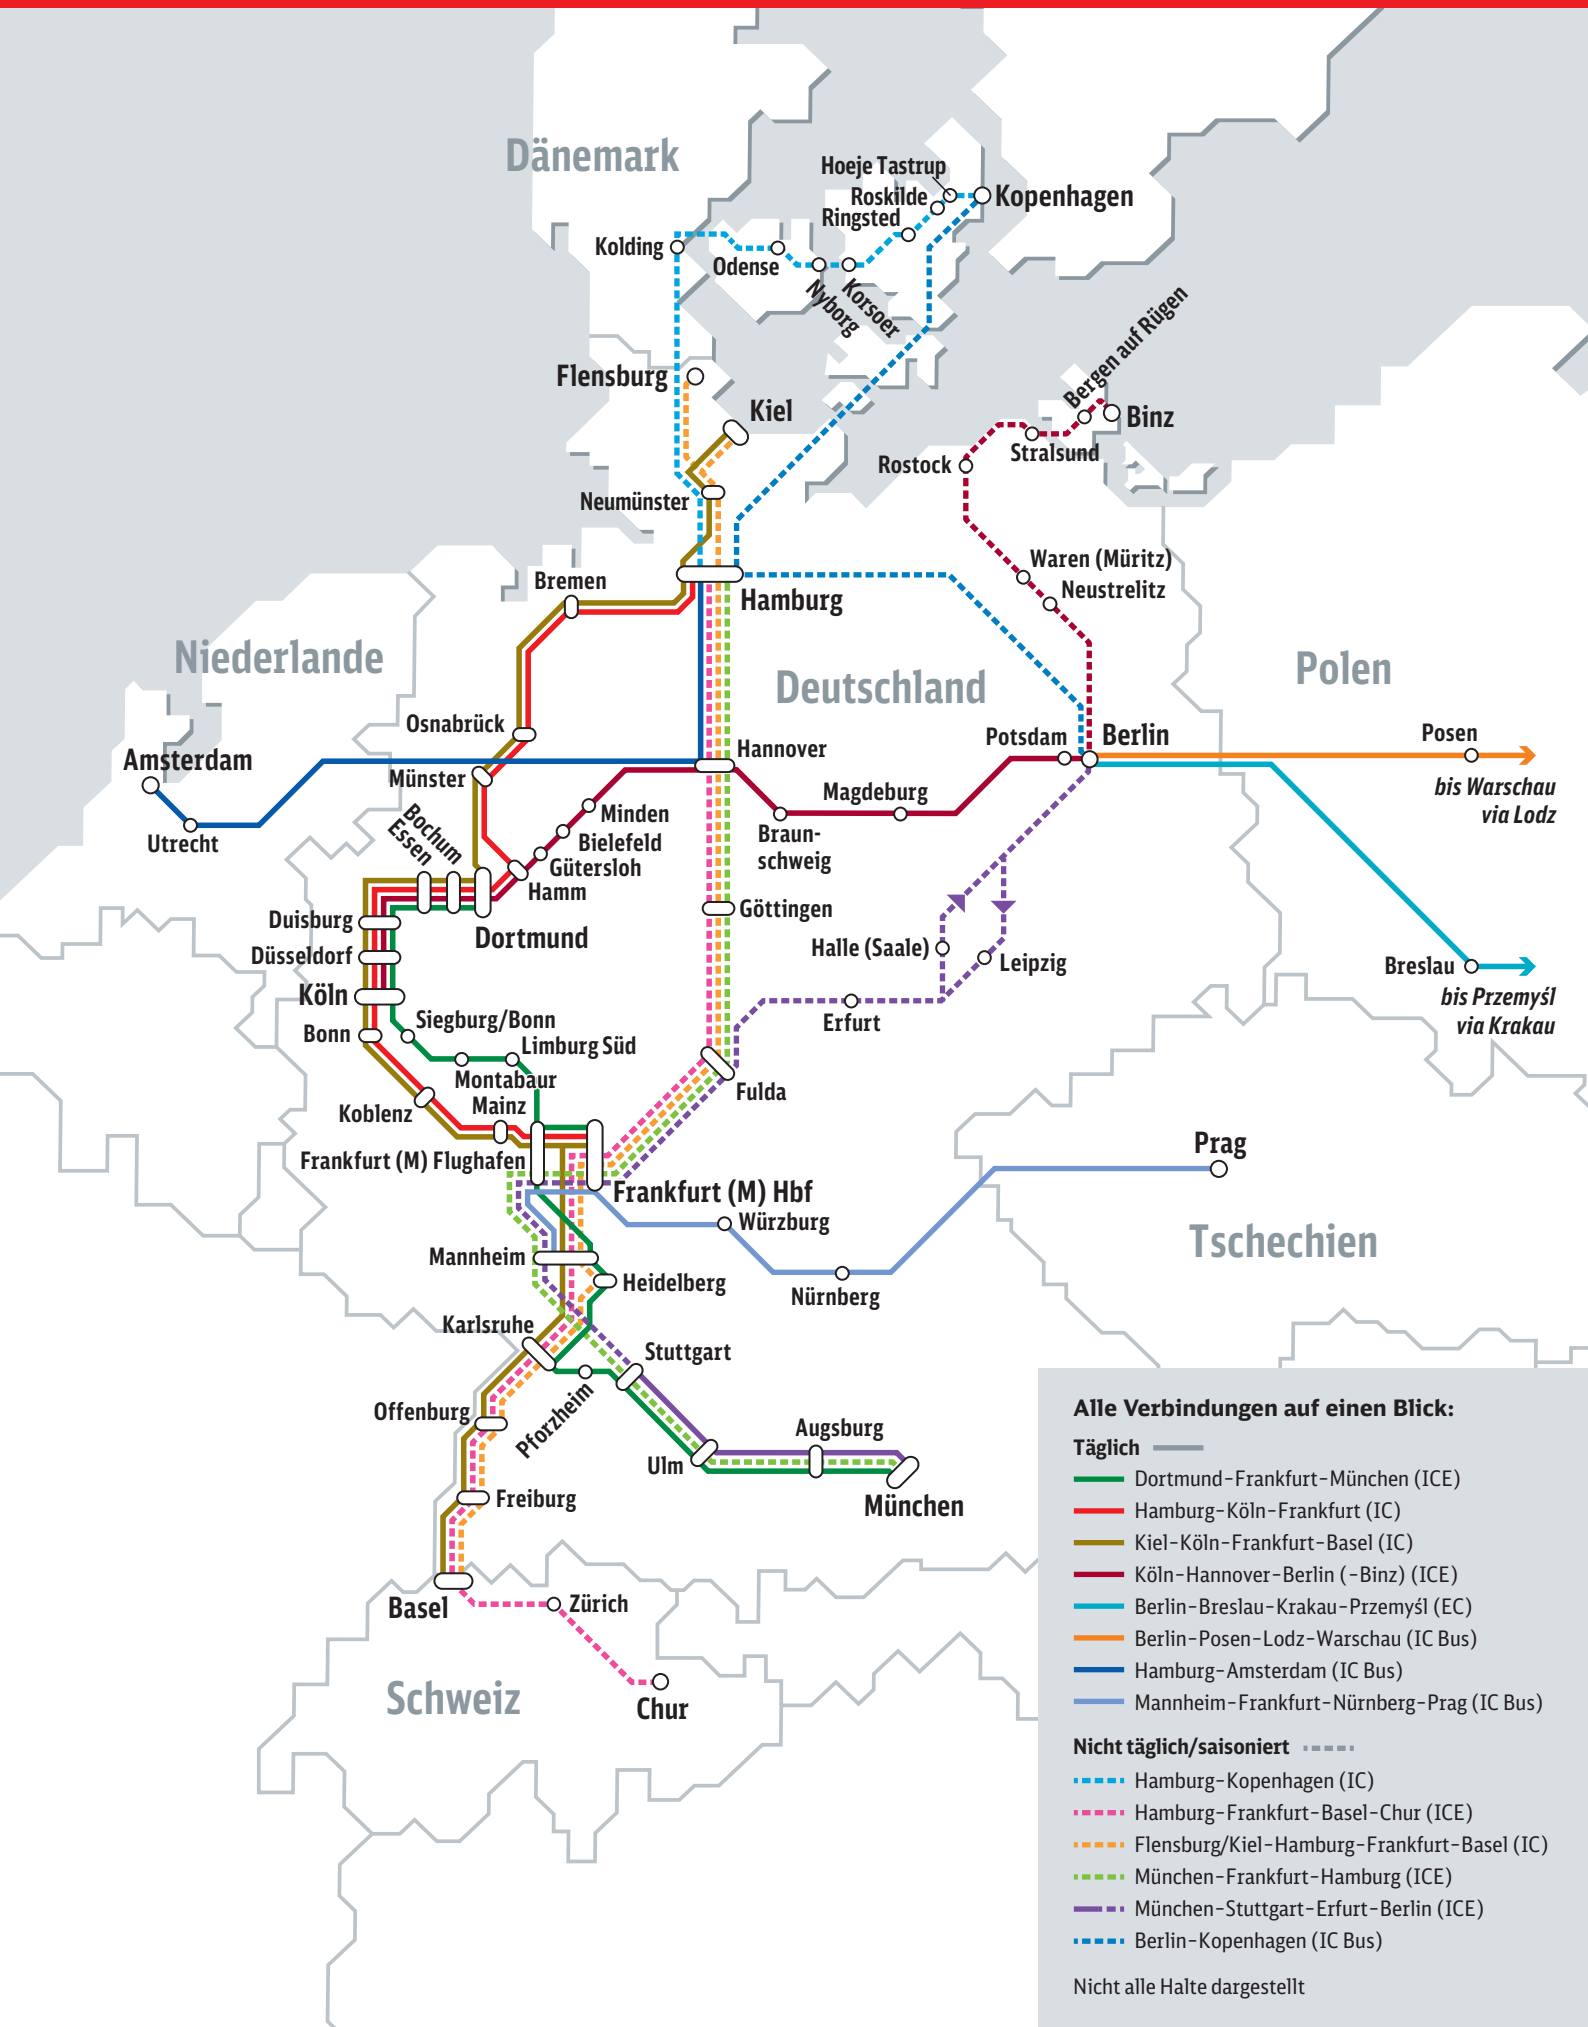 Dänemark
Hoeje Tastrup
Roskilde
Kopenhagen
Ringsted
Kolding
Odense
Nyborg
Korsoer
Bergen auf Rügen
Flensburg
Kiel
Binz
Stralsund
Rostock
Neumünster
Waren (Müritz)
Bremen
Neustrelitz
Hamburg
Niederlande
Deutschland
Polen
Osnabrück
Potsdam
Berlin
Posen
Hannover
Amsterdam
Münster
bis Warschau
via Lodz
Magdeburg
Minden
Braun-
schweig
Utrecht
Bochum
Essen
Bielefeld
Gütersloh
Hamm
Göttingen
Duisburg
Dortmund
Halle (Saale)
Düsseldorf
Leipzig
Breslau
Köln
bis Przemyśl
via Krakau
Siegburg/Bonn
Erfurt
Bonn
Limburg Süd
Montabaur
Fulda
Mainz
Koblenz
Prag
Frankfurt (M) Flughafen
Frankfurt (M) Hbf
Würzburg
Tschechien
Mannheim
Heidelberg
Nürnberg
Karlsruhe
Stuttgart
Offenburg
Pforzheim
Augsburg
Ulm
Freiburg
München
Basel
Zürich
Schweiz
Chur
Alle Verbindungen auf einen Blick:
Täglich
Dortmund-Frankfurt-München (ICE)
Hamburg-Köln-Frankfurt (IC)
Kiel-Köln-Frankfurt-Basel (IC)
Köln-Hannover-Berlin (-Binz) (ICE)
Berlin-Breslau-Krakau-Przemyśl (EC)
Berlin-Posen-Lodz-Warschau (IC Bus)
Hamburg-Amsterdam (IC Bus)
Mannheim-Frankfurt-Nürnberg-Prag (IC Bus)
Nicht täglich/saisoniert
Hamburg-Kopenhagen (IC)
Hamburg-Frankfurt-Basel-Chur (ICE)
Flensburg/Kiel-Hamburg-Frankfurt-Basel (IC)
München-Frankfurt-Hamburg (ICE)
München-Stuttgart-Erfurt-Berlin (ICE)
Berlin-Kopenhagen (IC Bus)
Nicht alle Halte dargestellt